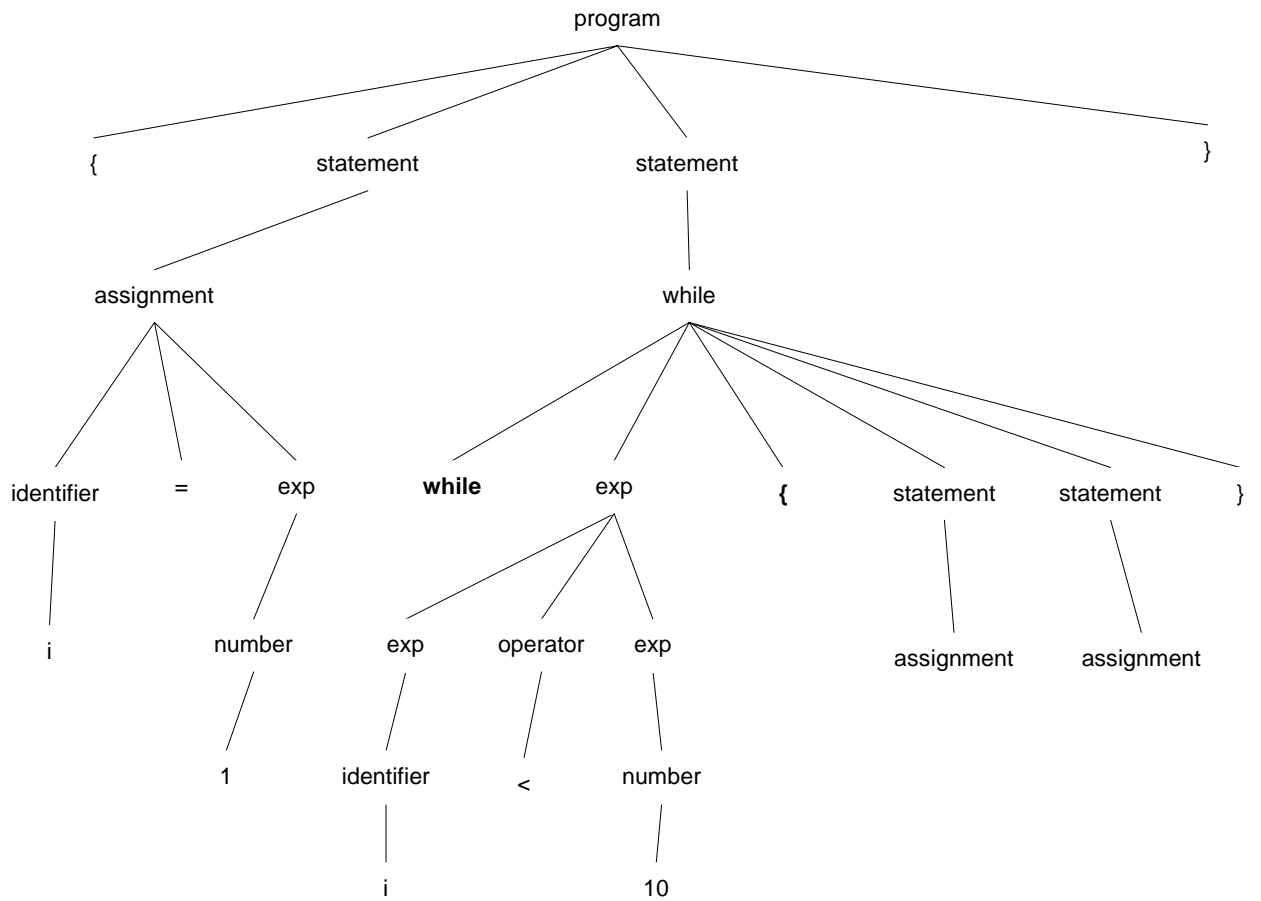 program
{ statement statement }
assignment while
identifier = exp while exp { statement statement }
i number exp operator exp assignment assignment
1 identifier < number
i 10